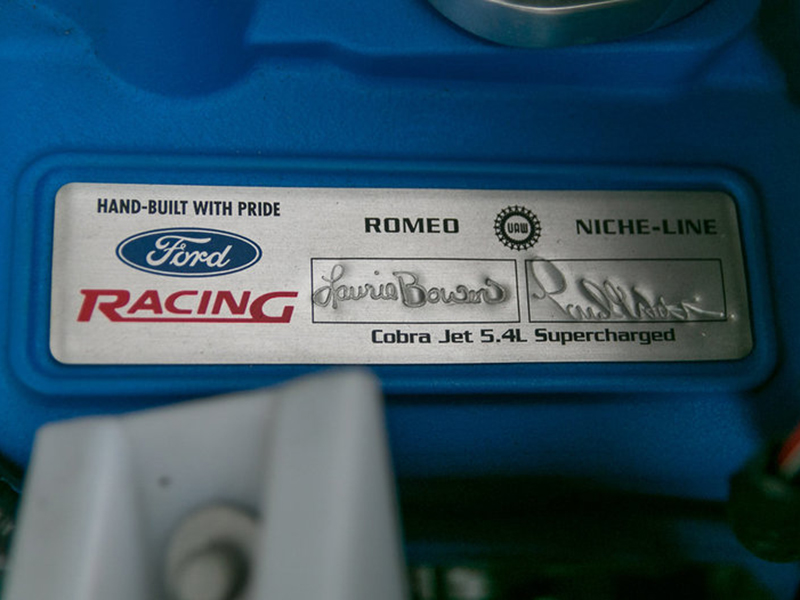 HAND-BUILT WITH PRIDE
Ford
RACING
ROMEO UAW NICHE-LINE
Laurie Bowen
Cobra Jet 5.4L Supercharged